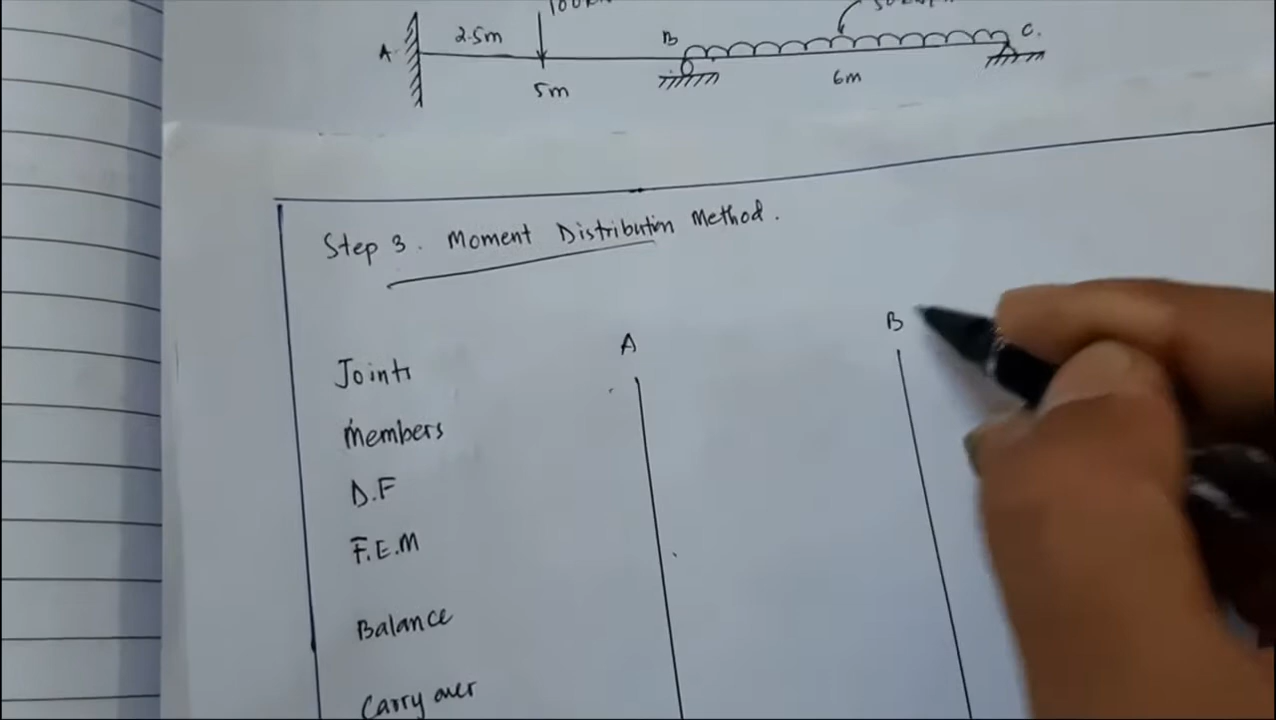 A
2.5m
5m
B
6m
C.
Step 3. Moment Distribution Method.
A
B
Joints
members
D.F
F.E.M
Balance
Carry over